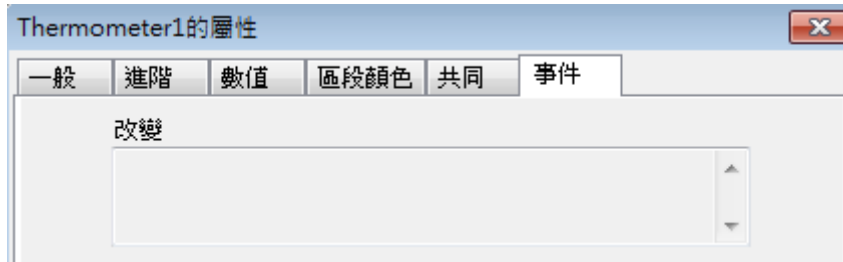 Thermometer1的屬性
一般 進階 數值 區段顏色 共同 事件
改變